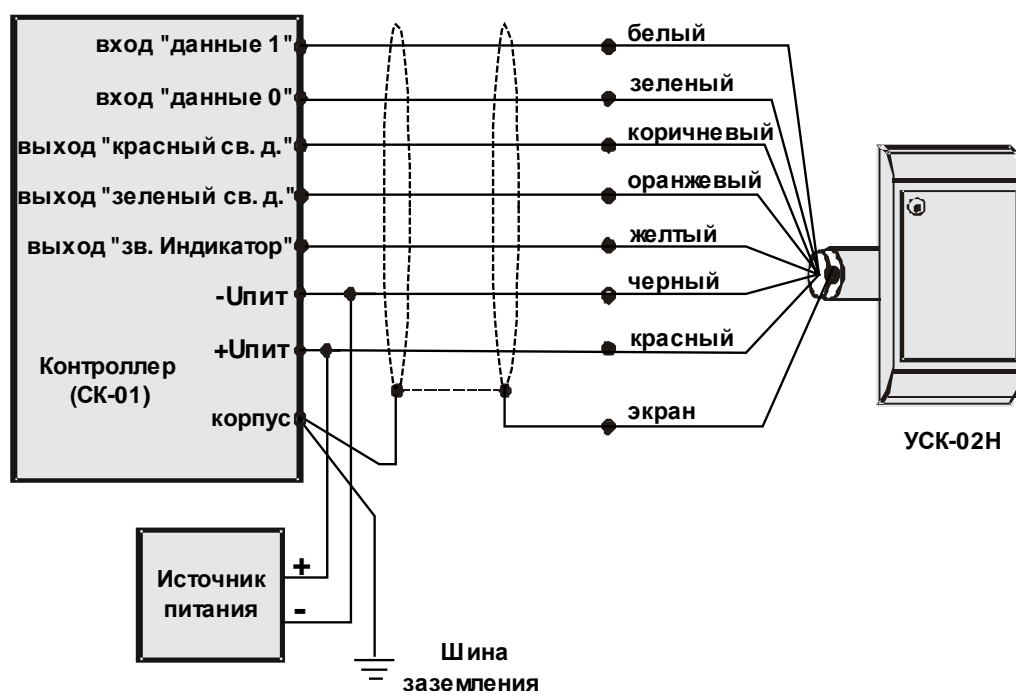 вход "данные 1"
белый
вход "данные 0"
зеленый
выход "красный св. д."
коричневый
выход "зеленый св. д."
оранжевый
выход "зв. Индикатор"
желтый
-Uпит
черный
+Uпит
красный
Контроллер
(СК-01)
корпус
экран
УСК-02Н
Источник
питания
+
-
Шина
заземления